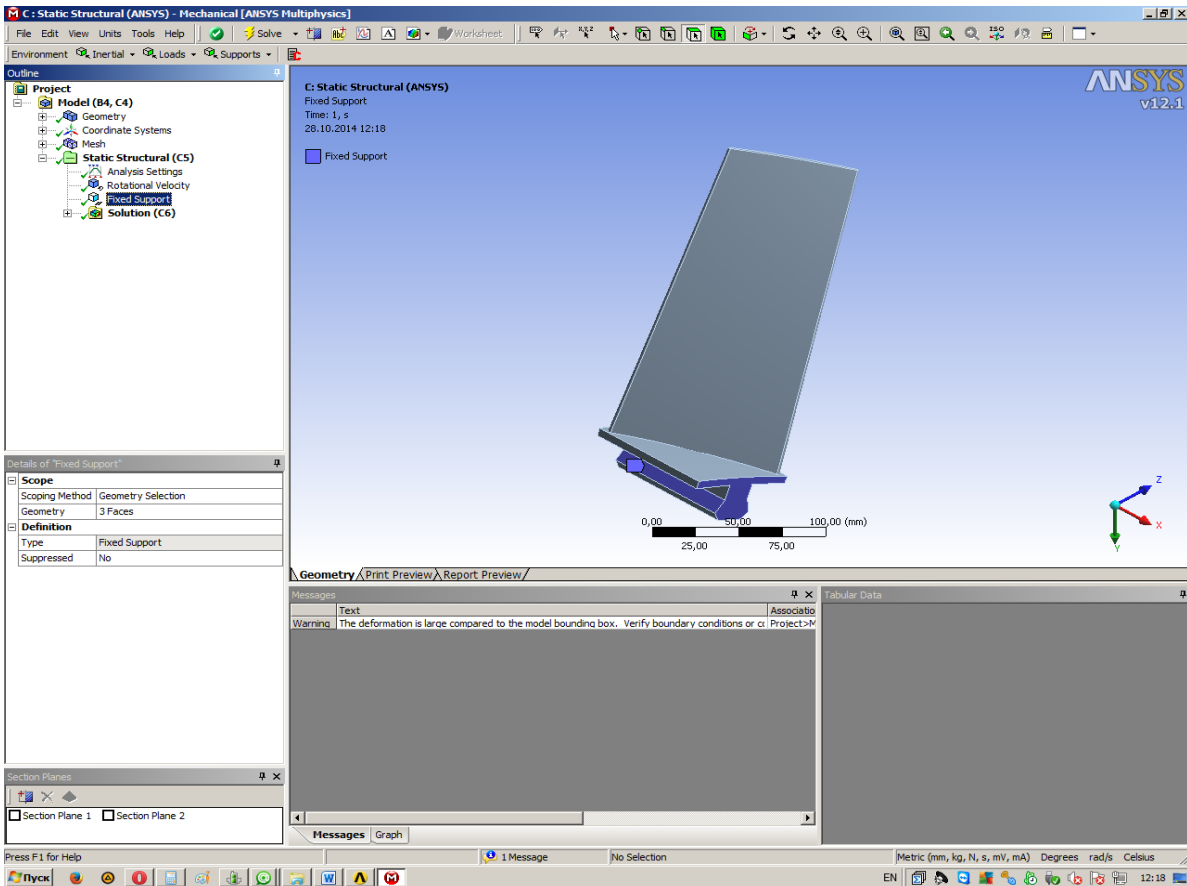 C : Static Structural (ANSYS) - Mechanical [ANSYS Multiphysics]
File Edit View Units Tools Help Solve Worksheet
Environment Inertial Loads Supports
Outline
Project
Model (B4, C4)
Geometry
Coordinate Systems
Mesh
Static Structural (C5)
Analysis Settings
Rotational Velocity
Fixed Support
Solution (C6)
C: Static Structural (ANSYS)
Fixed Support
Time: 1, s
28.10.2014 12:18
Fixed Support
ANSYS
v12.1
Details of "Fixed Support"
Scope
Scoping Method Geometry Selection
Geometry 3 Faces
Definition
Type Fixed Support
Suppressed No
0,00 50,00 100,00 (mm)
25,00 75,00
Z
X
Y
Geometry Print Preview Report Preview
Messages
Text Associatio
Warning The deformation is large compared to the model bounding box. Verify boundary conditions or Project>M
Tabular Data
Section Planes
Section Plane 1 Section Plane 2
Messages Graph
Press F1 for Help 1 Message No Selection Metric (mm, kg, N, s, mV, mA) Degrees rad/s Celsius
Пуск EN 12:18